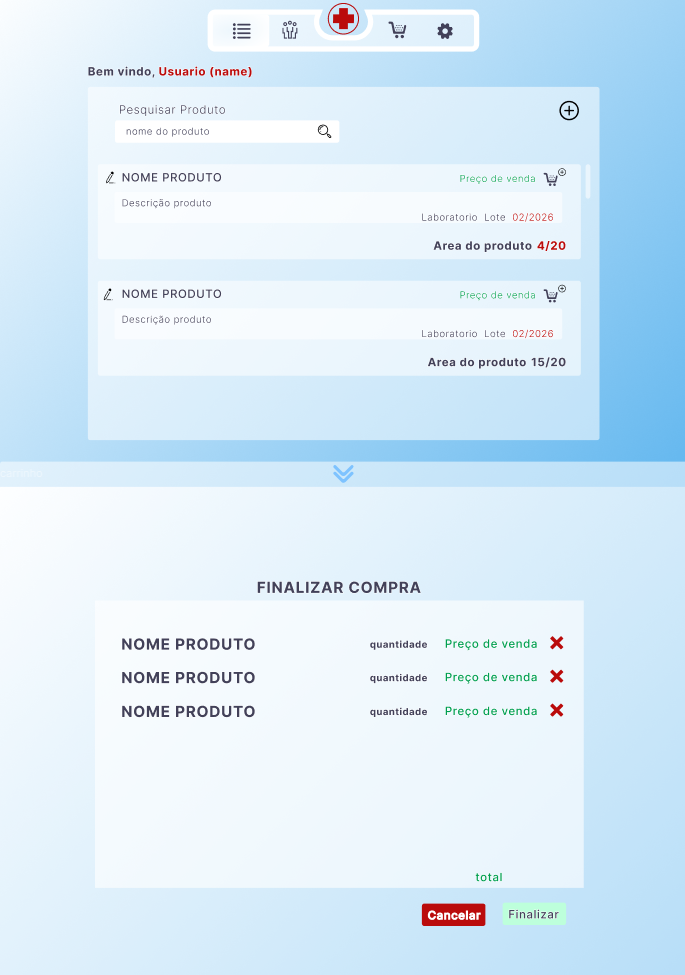 Bem vindo, Usuario (name)
Pesquisar Produto
nome do produto
NOME PRODUTO Preço de venda
Descrição produto
Laboratorio Lote 02/2026
Area do produto 4/20
NOME PRODUTO Preço de venda
Descrição produto
Laboratorio Lote 02/2026
Area do produto 15/20
FINALIZAR COMPRA
NOME PRODUTO quantidade Preço de venda
NOME PRODUTO quantidade Preço de venda
NOME PRODUTO quantidade Preço de venda
total
Cancelar Finalizar